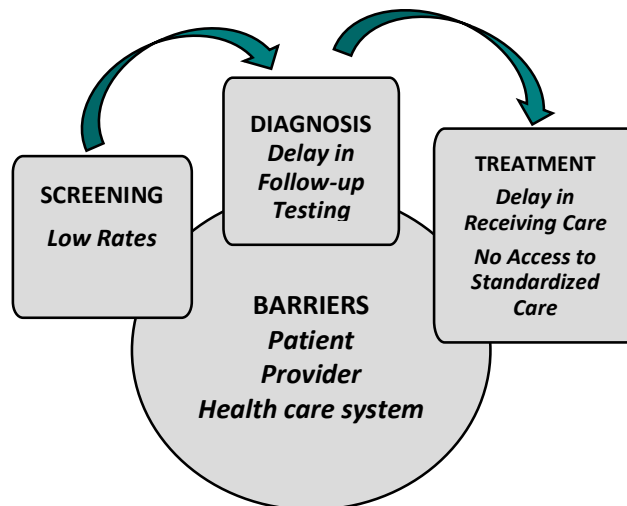 SCREENING
Low Rates
DIAGNOSIS
Delay in
Follow-up
Testing
TREATMENT
Delay in
Receiving Care
No Access to
Standardized
Care
BARRIERS
Patient
Provider
Health care system